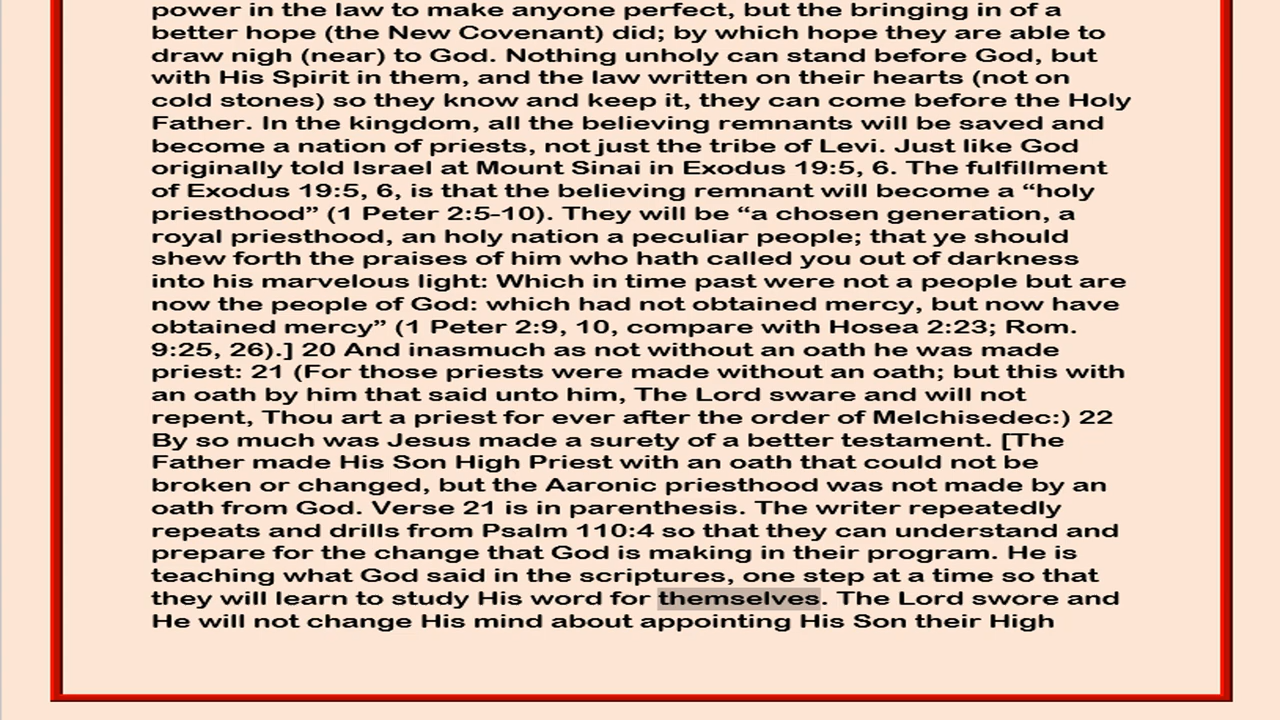 power in the law to make anyone perfect, but the bringing in of a
better hope (the New Covenant) did; by which hope they are able to
draw nigh (near) to God. Nothing unholy can stand before God, but
with His Spirit in them, and the law written on their hearts (not on
cold stones) so they know and keep it, they can come before the Holy
Father. In the kingdom, all the believing remnants will be saved and
become a nation of priests, not just the tribe of Levi. Just like God
originally told Israel at Mount Sinai in Exodus 19:5, 6. The fulfillment
of Exodus 19:5, 6, is that the believing remnant will become a “holy
priesthood” (1 Peter 2:5-10). They will be “a chosen generation, a
royal priesthood, an holy nation a peculiar people; that ye should
shew forth the praises of him who hath called you out of darkness
into his marvelous light: Which in time past were not a people but are
now the people of God: which had not obtained mercy, but now have
obtained mercy” (1 Peter 2:9, 10, compare with Hosea 2:23; Rom.
9:25, 26).] 20 And inasmuch as not without an oath he was made
priest: 21 (For those priests were made without an oath; but this with
an oath by him that said unto him, The Lord sware and will not
repent, Thou art a priest for ever after the order of Melchisedec:) 22
By so much was Jesus made a surety of a better testament. [The
Father made His Son High Priest with an oath that could not be
broken or changed, but the Aaronic priesthood was not made by an
oath from God. Verse 21 is in parenthesis. The writer repeatedly
repeats and drills from Psalm 110:4 so that they can understand and
prepare for the change that God is making in their program. He is
teaching what God said in the scriptures, one step at a time so that
they will learn to study His word for themselves. The Lord swore and
He will not change His mind about appointing His Son their High